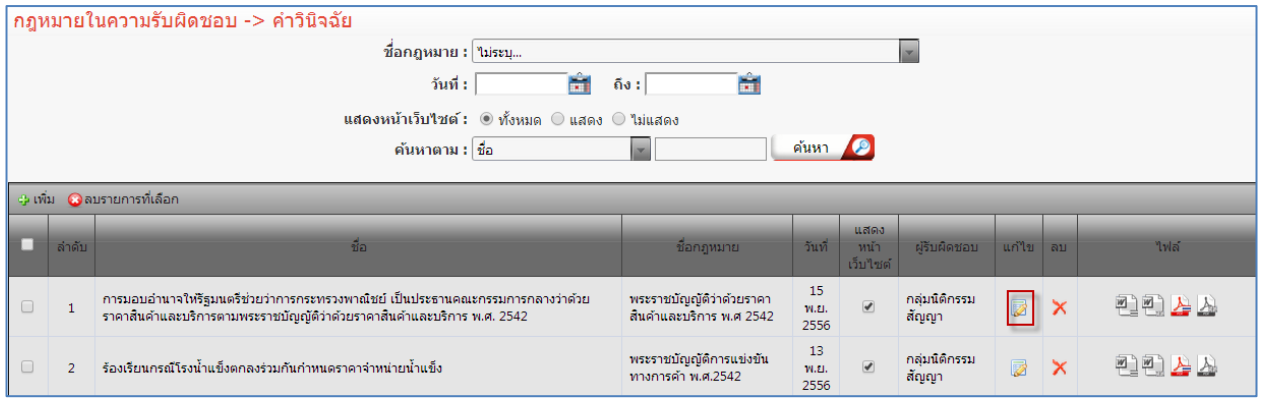 กฎหมายในความรับผิดชอบ -> คำวินิจฉัย
ชื่อกฎหมาย : ไม่ระบุ...
วันที่ : ถึง :
แสดงหน้าเว็บไซต์ : ทั้งหมด แสดง ไม่แสดง
ค้นหาตาม : ชื่อ ค้นหา
เพิ่ม ลบรายการที่เลือก
ลำดับ ชื่อ ชื่อกฎหมาย วันที่ แสดง ผู้รับผิดชอบ แก้ไข ลบ ไฟล์
หน้า
เว็บไซต์
1 การมอบอำนาจให้รัฐมนตรีช่วยว่าการกระทรวงพาณิชย์ เป็นประธานคณะกรรมการกลางว่าด้วย พระราชบัญญัติว่าด้วยราคา 15 กลุ่มนิติกรรม
ราคาสินค้าและบริการตามพระราชบัญญัติว่าด้วยราคาสินค้าและบริการ พ.ศ. 2542 สินค้าและบริการ พ.ศ 2542 พ.ย. สัญญา
2556
2 ร้องเรียนกรณีโรงน้ำแข็งตกลงร่วมกันกำหนดราคาจำหน่ายน้ำแข็ง พระราชบัญญัติการแข่งขัน 13 กลุ่มนิติกรรม
ทางการค้า พ.ศ.2542 พ.ย. สัญญา
2556